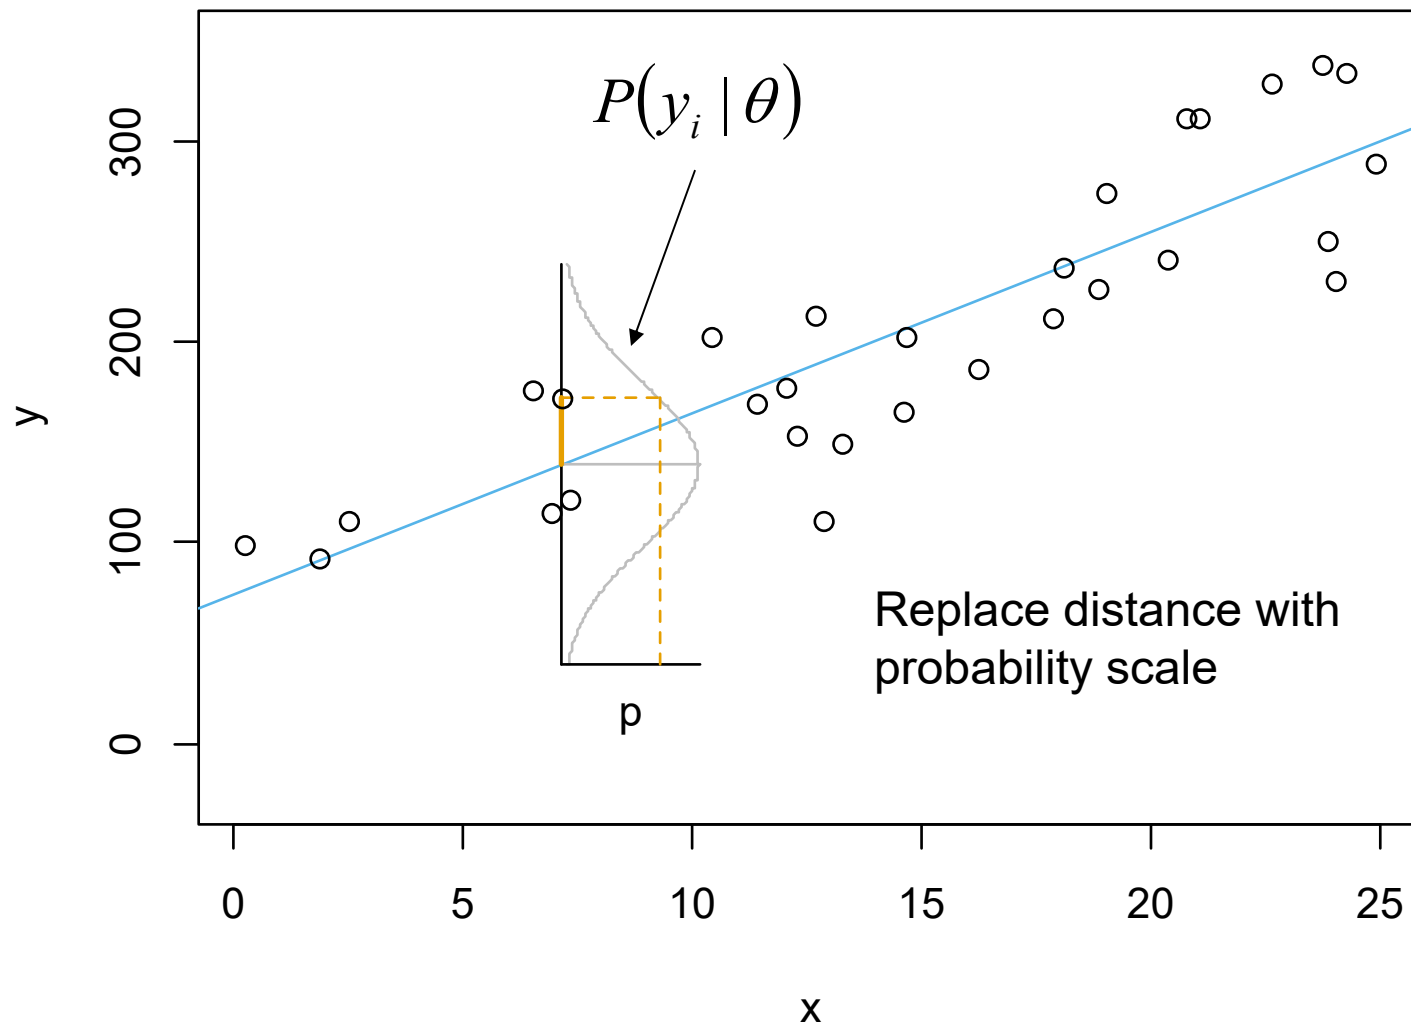 P(y_i | θ)
300
200
100
0
y
Replace distance with
probability scale
p
0 5 10 15 20 25
x